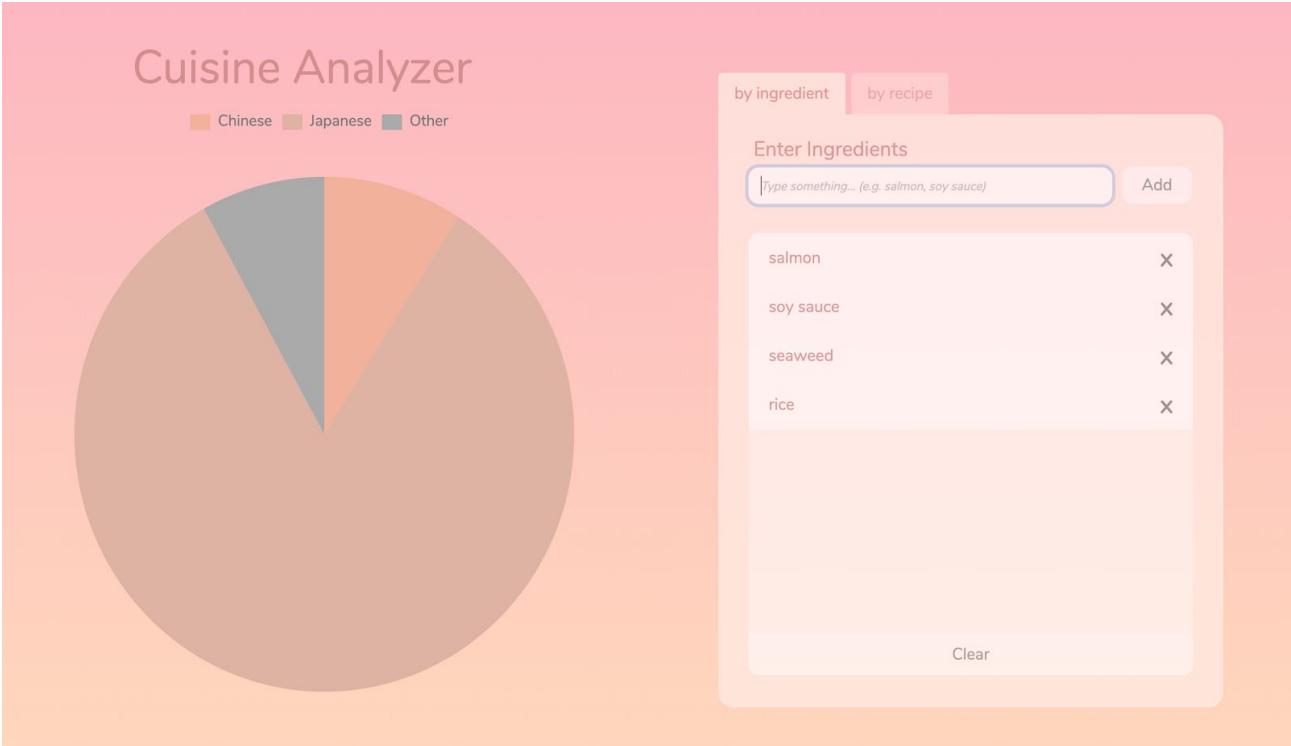 Cuisine Analyzer
Chinese Japanese Other
by ingredient by recipe
Enter Ingredients
Type something... (e.g. salmon, soy sauce) Add
salmon X
soy sauce X
seaweed X
rice X
Clear